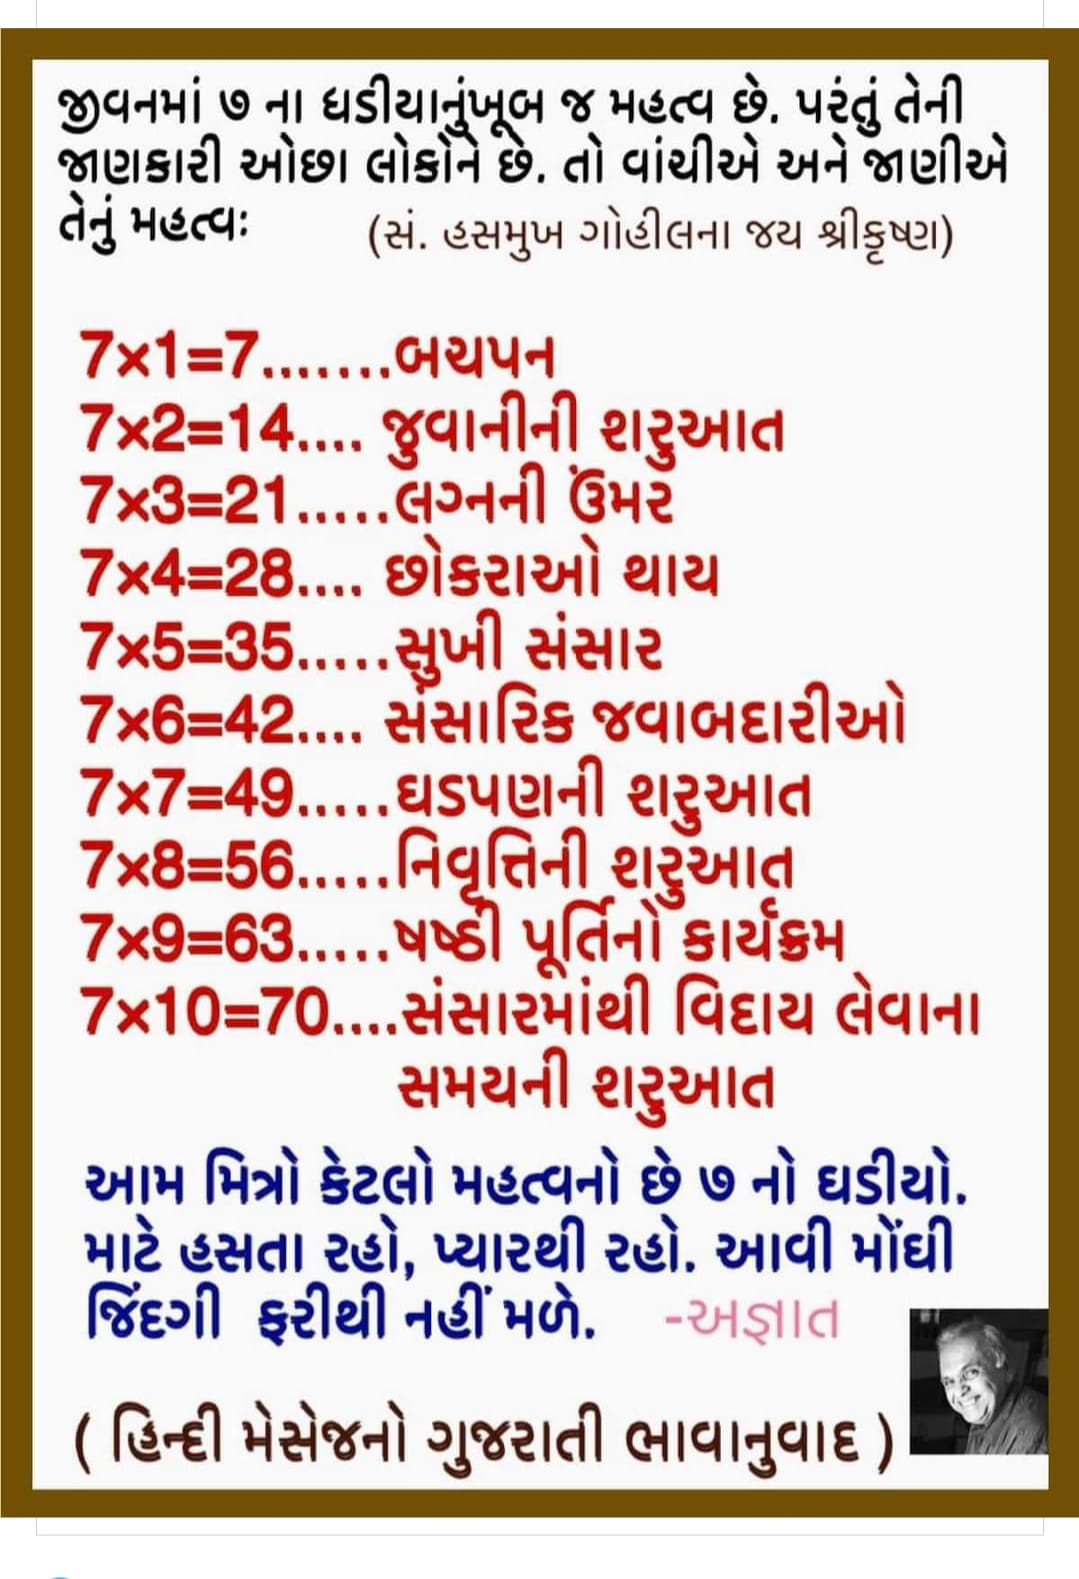 જીવનમાં ૭ ના ઘડીયાનુંખૂબ જ મહત્વ છે. પરંતું તેની
જાણકારી ઓછા લોકોને છે. તો વાંચીએ અને જાણીએ
તેનું મહત્વઃ (સં. હસમુખ ગોહીલના જય શ્રીકૃષ્ણ)
7×1=7.......બચપન
7×2=14.... જુવાનીની શરુઆત
7×3=21.....લગ્નની ઉંમર
7×4=28.... છોકરાઓ થાય
7×5=35.....સુખી સંસાર
7×6=42.... સંસારિક જવાબદારીઓ
7×7=49.....ઘડપણની શરુઆત
7×8=56.....નિવૃત્તિની શરુઆત
7×9=63.....ષષ્ઠી પૂર્તિનો કાર્યક્રમ
7×10=70....સંસારમાંથી વિદાય લેવાના
સમયની શરુઆત
આમ મિત્રો કેટલો મહત્વનો છે ૭ નો ઘડીયો.
માટે હસતા રહો, પ્યારથી રહો. આવી મોંઘી
જિંદગી ફરીથી નહીં મળે. -અજ્ઞાત
( હિન્દી મેસેજનો ગુજરાતી ભાવાનુવાદ )